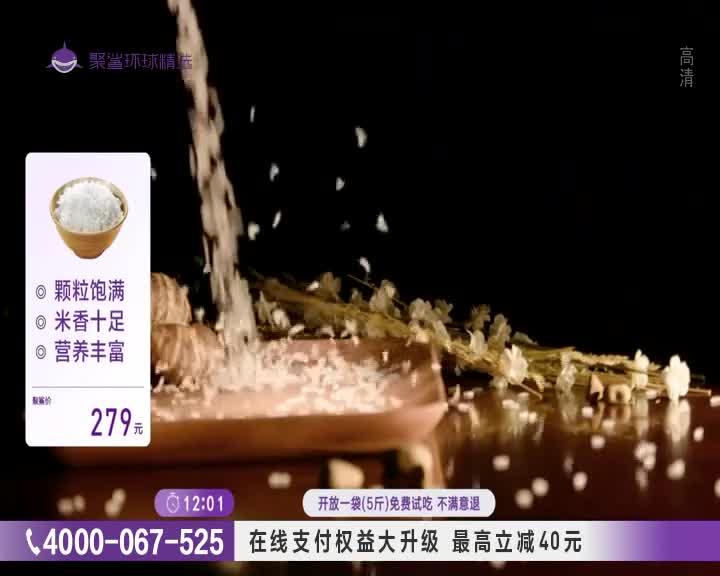 聚鲨环球精选
高清
◎ 颗粒饱满
◎ 米香十足
◎ 营养丰富
聚鲨价
279元
12:01
开放一袋(5斤)免费试吃 不满意退
4000-067-525
在线支付权益大升级 最高立减40元